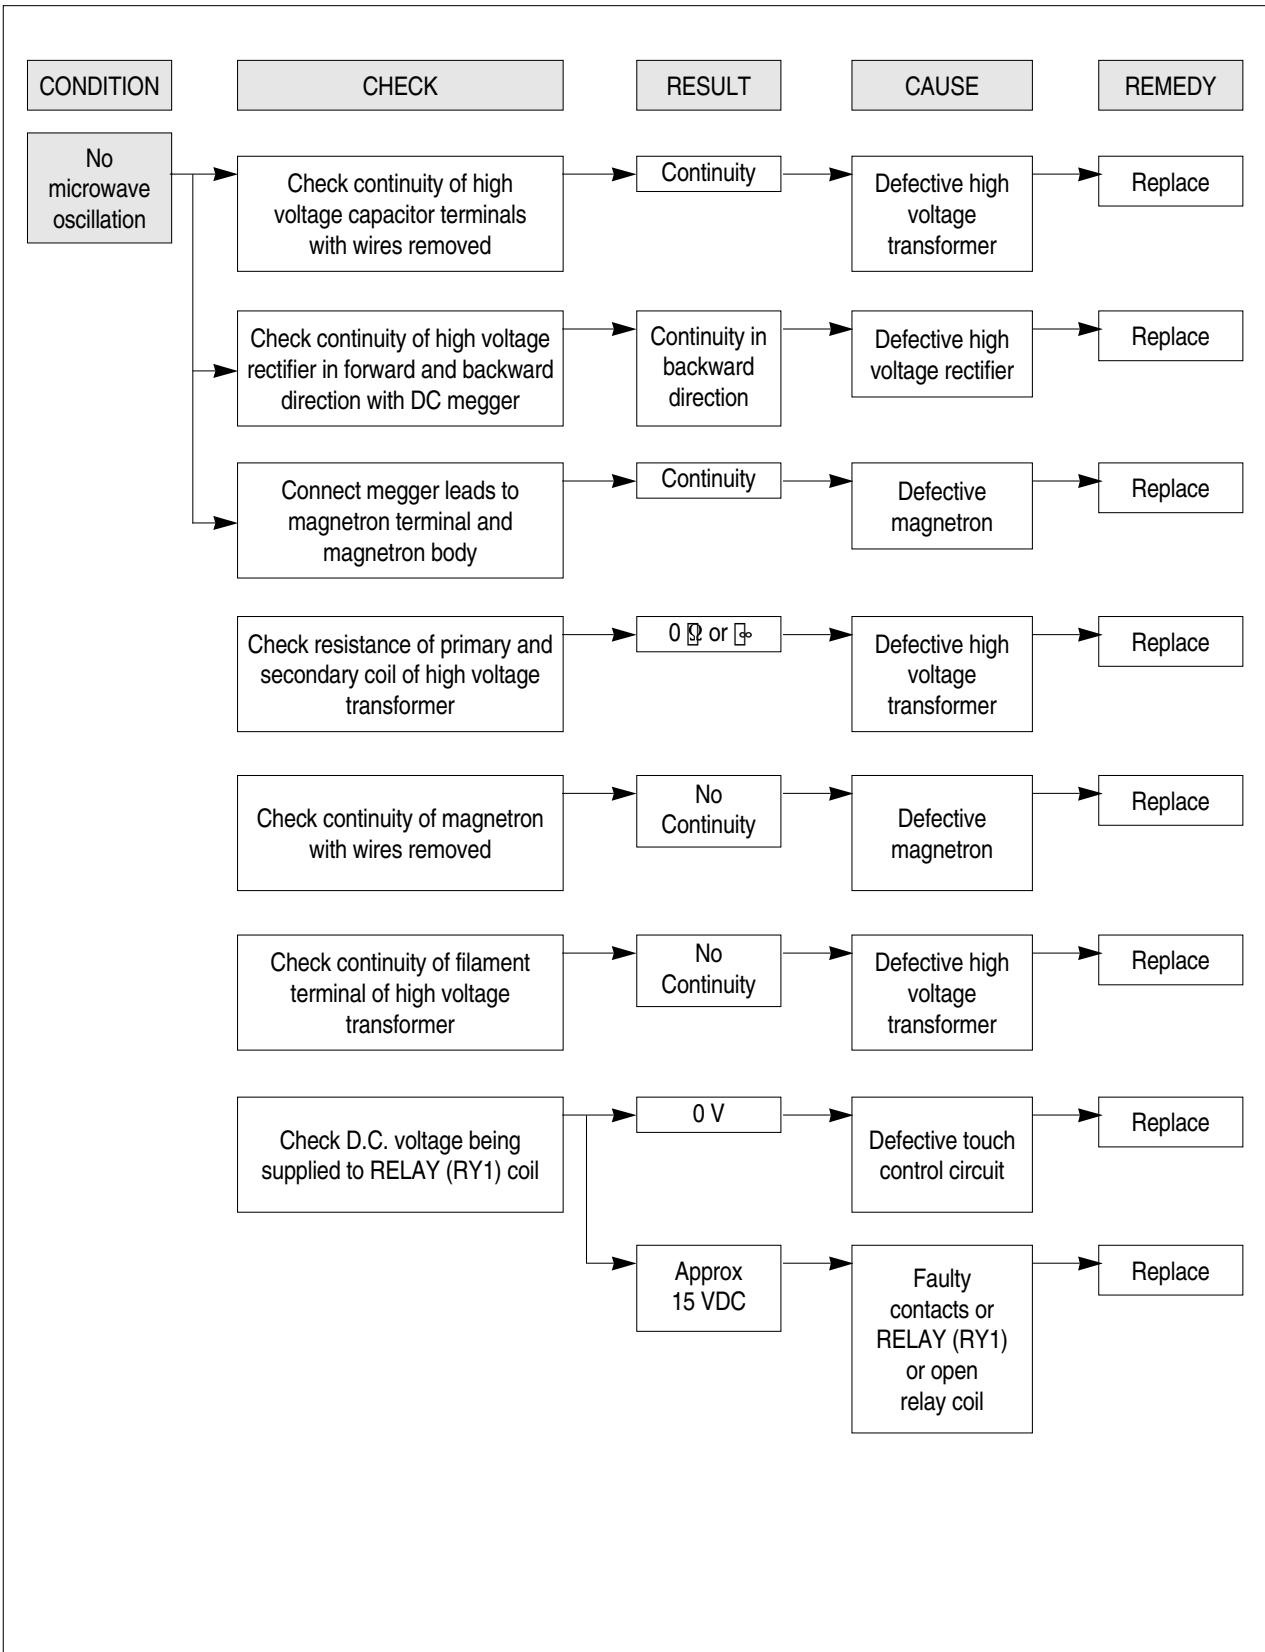 CONDITION
CHECK
RESULT
CAUSE
REMEDY
No
microwave
oscillation
Check continuity of high
voltage capacitor terminals
with wires removed
Continuity
Defective high
voltage
transformer
Replace
Check continuity of high voltage
rectifier in forward and backward
direction with DC megger
Continuity in
backward
direction
Defective high
voltage rectifier
Replace
Connect megger leads to
magnetron terminal and
magnetron body
Continuity
Defective
magnetron
Replace
Check resistance of primary and
secondary coil of high voltage
transformer
0 Ω or ∞
Defective high
voltage
transformer
Replace
Check continuity of magnetron
with wires removed
No
Continuity
Defective
magnetron
Replace
Check continuity of filament
terminal of high voltage
transformer
No
Continuity
Defective high
voltage
transformer
Replace
Check D.C. voltage being
supplied to RELAY (RY1) coil
0 V
Defective touch
control circuit
Replace
Approx
15 VDC
Faulty
contacts or
RELAY (RY1)
or open
relay coil
Replace